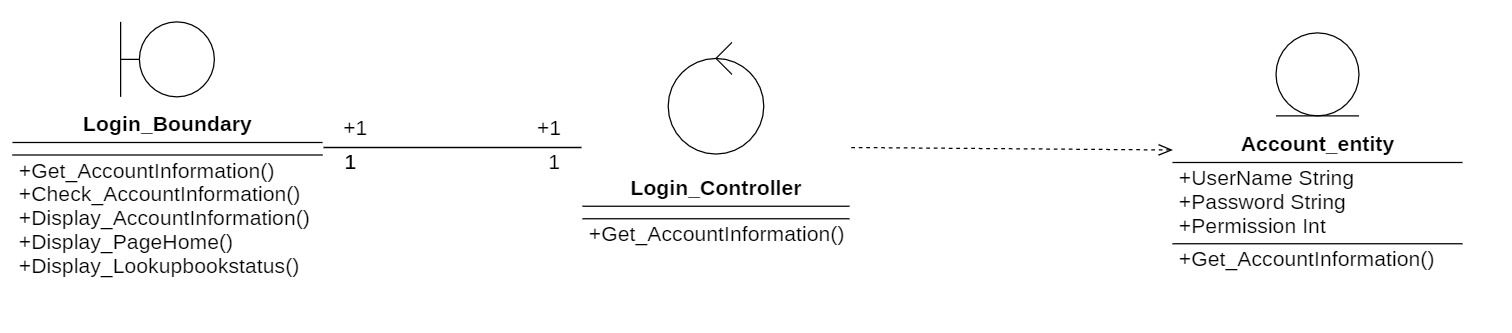 Login_Boundary
+Get_AccountInformation()
+Check_AccountInformation()
+Display_AccountInformation()
+Display_PageHome()
+Display_Lookupbookstatus()
+1
+1
1
1
Login_Controller
+Get_AccountInformation()
Account_entity
+UserName String
+Password String
+Permission Int
+Get_AccountInformation()